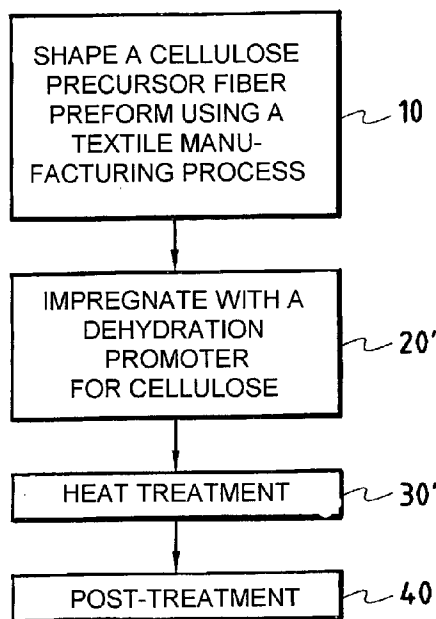 SHAPE A CELLULOSE
PRECURSOR FIBER
PREFORM USING A
TEXTILE MANU-
FACTURING PROCESS
10
IMPREGNATE WITH A
DEHYDRATION
PROMOTER
FOR CELLULOSE
20'
HEAT TREATMENT
30'
POST-TREATMENT
40